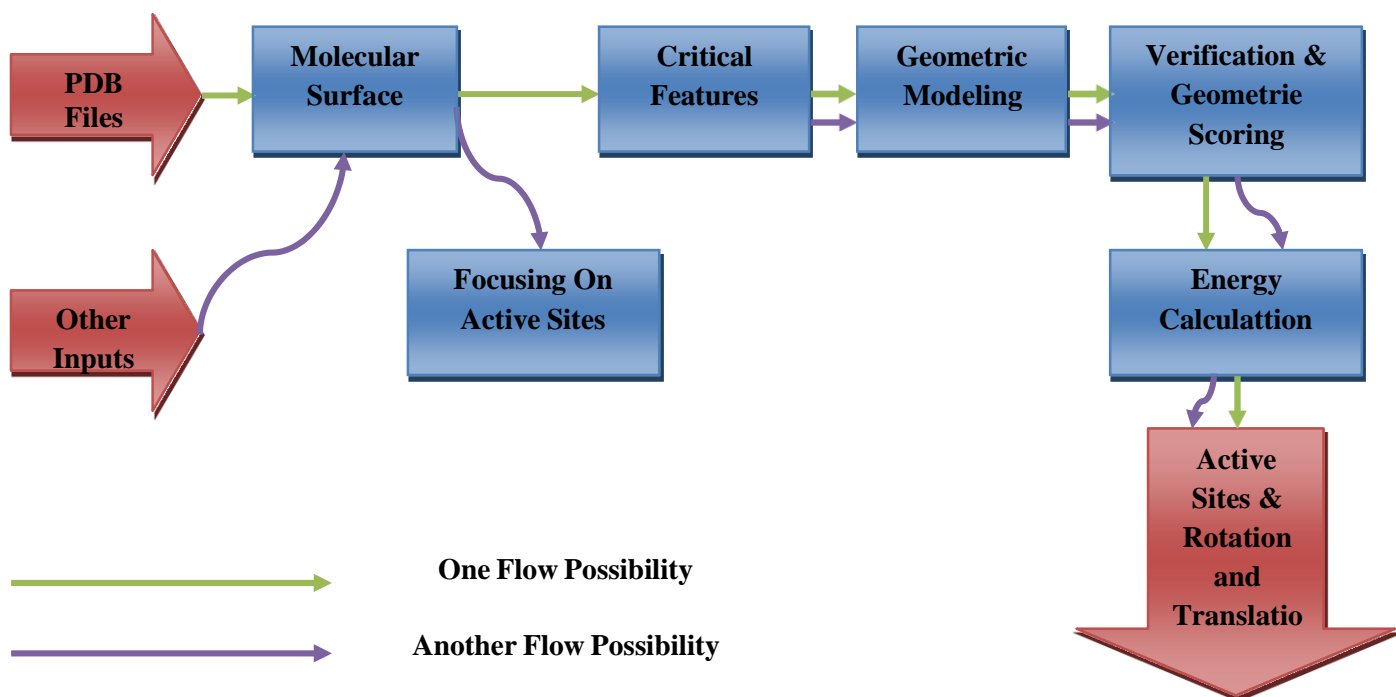 PDB
Files
Molecular
Surface
Critical
Features
Geometric
Modeling
Verification &
Geometrie
Scoring
Other
Inputs
Focusing On
Active Sites
Energy
Calculattion
Active
Sites &
Rotation
and
Translatio
One Flow Possibility
Another Flow Possibility